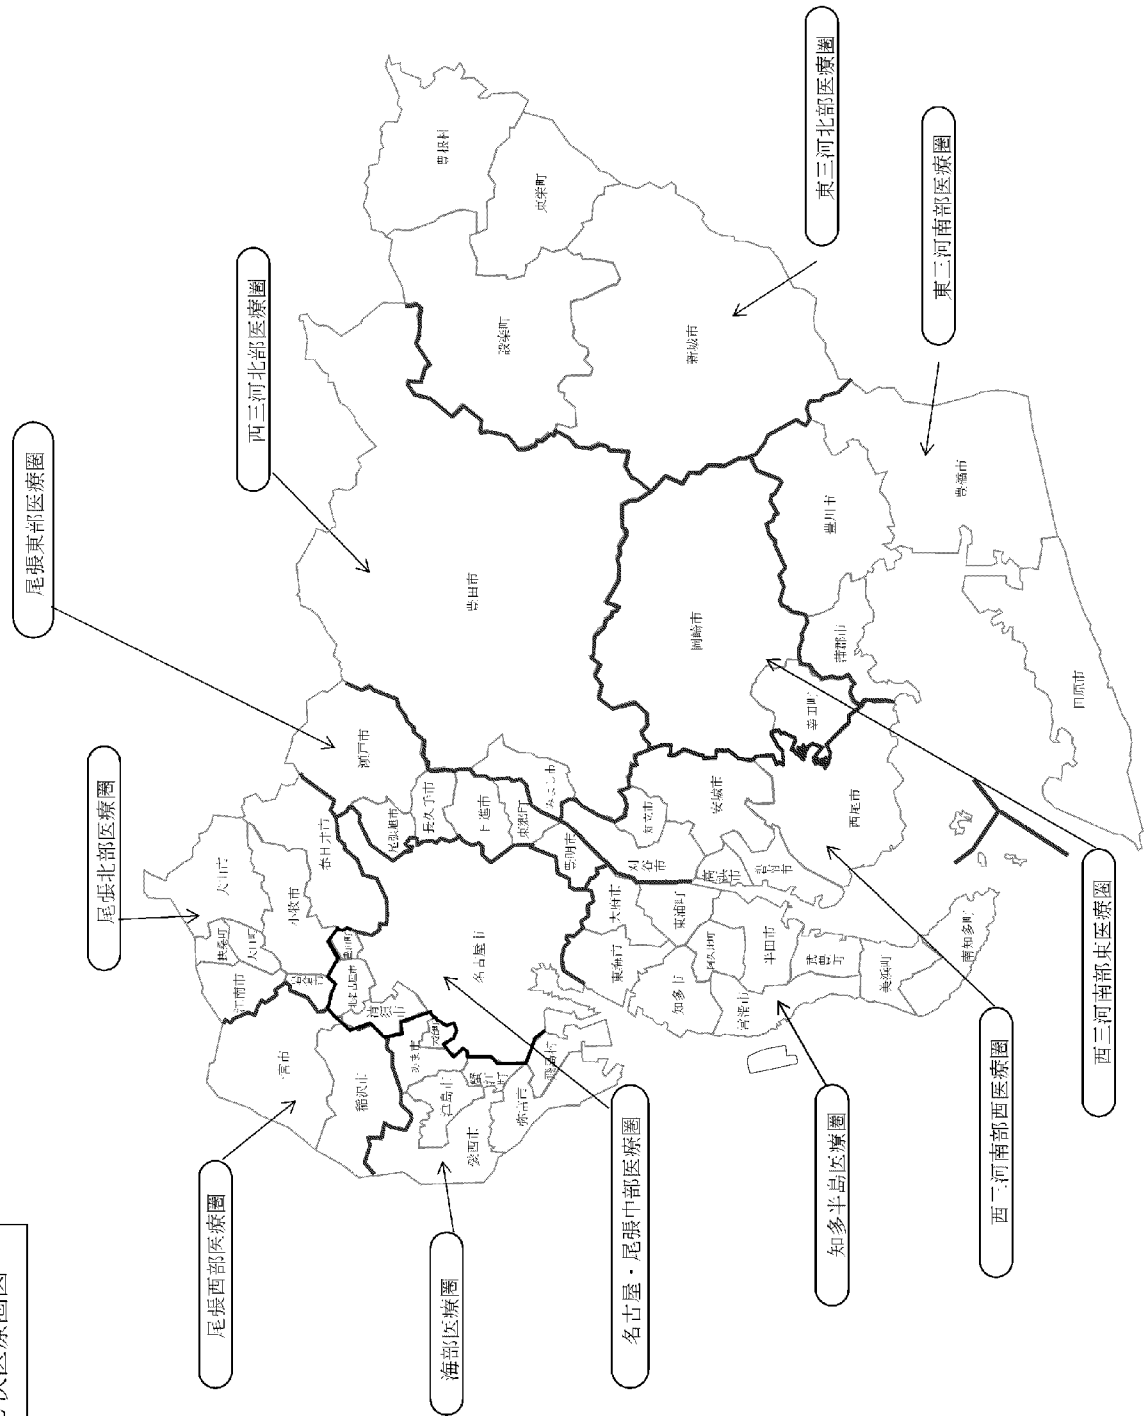 尾張東部医療圏
西三河北部医療圏
東三河北部医療圏
東三河南部医療圏
尾張北部医療圏
尾張西部医療圏
海部医療圏
名古屋・尾張中部医療圏
知多半島医療圏
西三河南部西医療圏
西三河南部東医療圏
豊根村
東栄町
設楽町
新城市
豊田市
岡崎市
豊川市
豊橋市
蒲郡市
幸田町
田原市
瀬戸市
尾張旭市
長久手市
日進市
東郷町
みよし市
豊明市
春日井市
犬山市
小牧市
扶桑町
大口町
江南市
岩倉市
一宮市
稲沢市
北名古屋市
清須市
名古屋市
あま市
津島市
愛西市
弥富市
飛島村
大府市
東海市
東浦町
知多市
阿久比町
半田市
常滑市
武豊町
美浜町
南知多町
刈谷市
知立市
安城市
高浜市
碧南市
西尾市